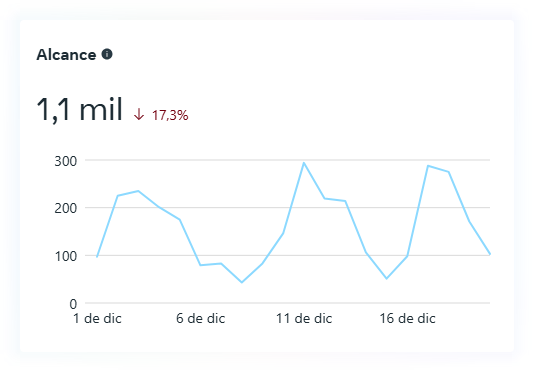 Alcance
1,1 mil ↓ 17,3%
300
200
100
0
1 de dic 6 de dic 11 de dic 16 de dic